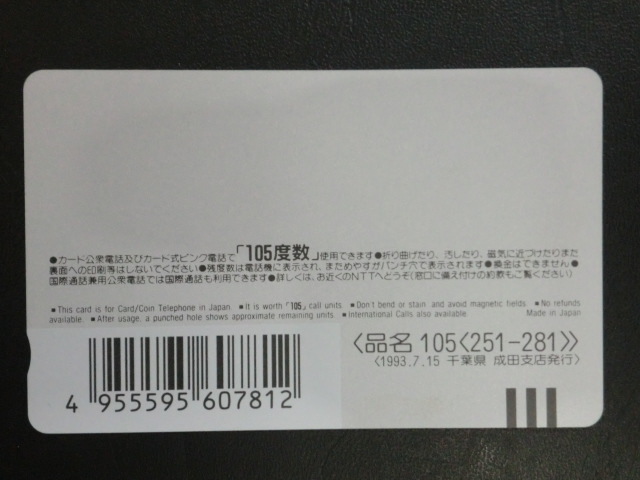 ●カード公衆電話及びカード式ピンク電話で「105度数」使用できます●折り曲げたり、汚したり、磁気に近づけたりまた
裏面への印刷等はしないでください●残度数は電話機に表示され、まためやすがパンチ穴で表示されます●換金はできません●
国際通話兼用公衆電話では国際通話も利用できます●詳しくは、お近くのNTTへどうぞ(窓口に備え付けの約款もご覧ください)
■This card is for Card/Coin Telephone in Japan ■It is worth「105」call units ■Don't bend or stain and avoid magnetic fields ■No refunds
available. ■After usage, a punched hole shows approximate remaining units. ■International Calls also available. Made in Japan
〈品名 105〈251-281〉〉
〈1993.7.15 千葉県 成田支店発行〉
4 955595 607812